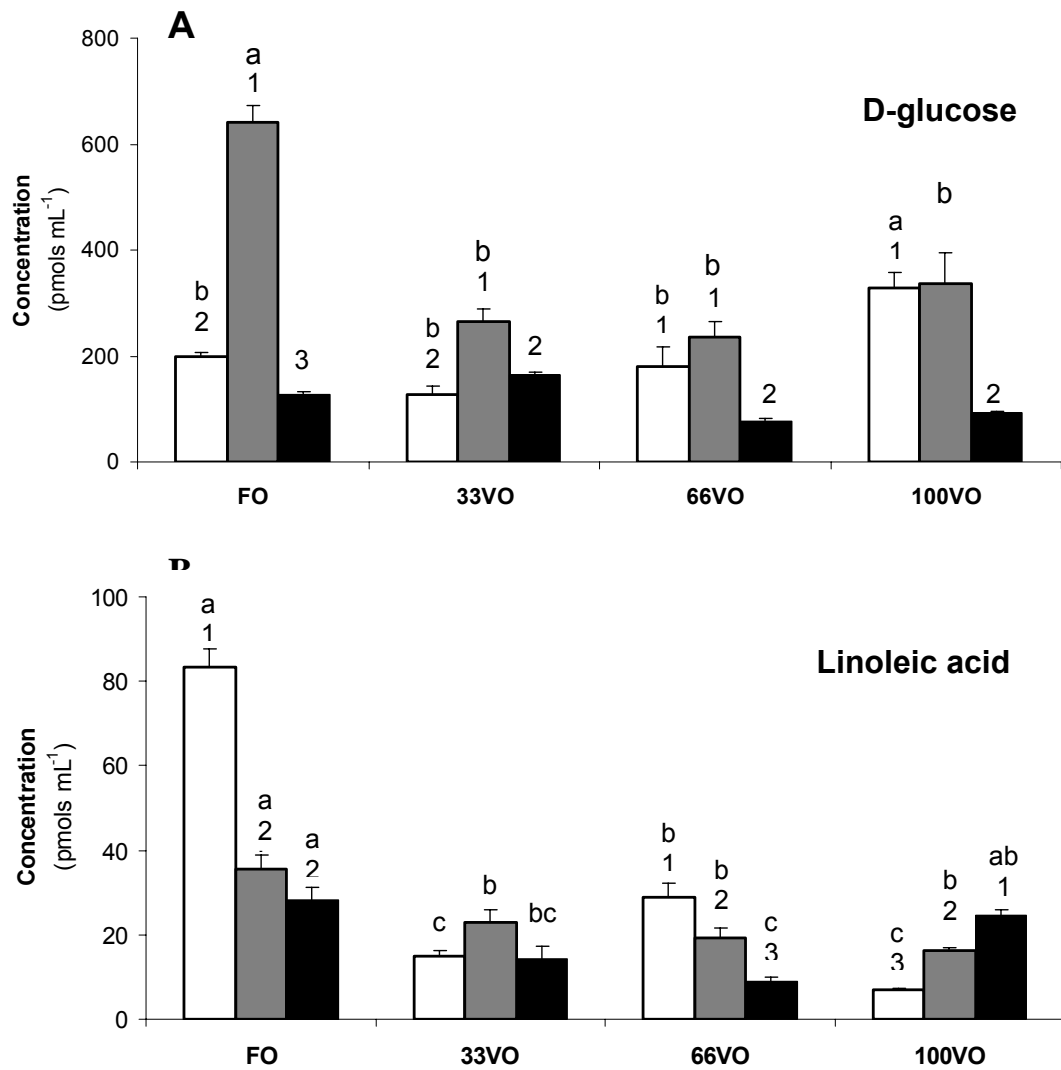 A
D-glucose
Concentration
(pmols mL⁻¹)
800
600
400
200
0
b
2
a
1
3
b
2
b
1
2
b
1
b
1
2
a
1
b
2
FO 33VO 66VO 100VO
B
Linoleic acid
Concentration
(pmols mL⁻¹)
100
80
60
40
20
0
a
1
a
2
a
2
c
b
bc
b
1
b
2
c
3
c
3
b
2
ab
1
FO 33VO 66VO 100VO